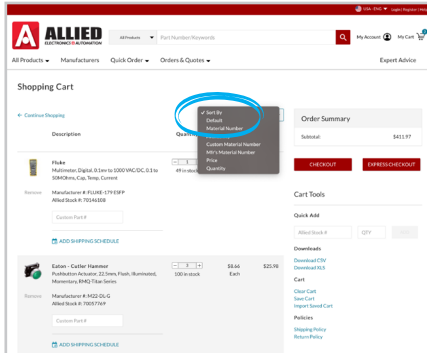 USA - ENG Login | Register | Help
ALLIED
ELECTRONICS & AUTOMATION
All Products
Part Number/Keywords
My Account
My Cart
All Products
Manufacturers
Quick Order
Orders & Quotes
Expert Advice
Shopping Cart
← Continue Shopping
✓ Sort By
Default
Material Number
Custom Material Number
Mfr's Material Number
Price
Quantity
Description
Order Summary
Subtotal:
$411.97
CHECKOUT
EXPRESS CHECKOUT
Fluke
Multimeter, Digital, 0.1mv to 1000 VAC/DC, 0.1 to
50MOhms, Cap, Temp, Current
49 in stock
Remove
Manufacturer #: FLUKE-179 ESFP
Allied Stock #: 70146108
Custom Part #
ADD SHIPPING SCHEDULE
Cart Tools
Quick Add
Allied Stock #
QTY
Downloads
Download CSV
Download XLS
Cart
Clear Cart
Save Cart
Import Saved Cart
Policies
Shipping Policy
Return Policy
Eaton - Cutler Hammer
Pushbutton Actuator, 22.5mm, Flush, Illuminated,
Momentary, RMQ-Titan Series
− 3 +
100 in stock
$8.66
Each
$25.98
Remove
Manufacturer #: M22-DL-G
Allied Stock #: 70057769
Custom Part #
ADD SHIPPING SCHEDULE